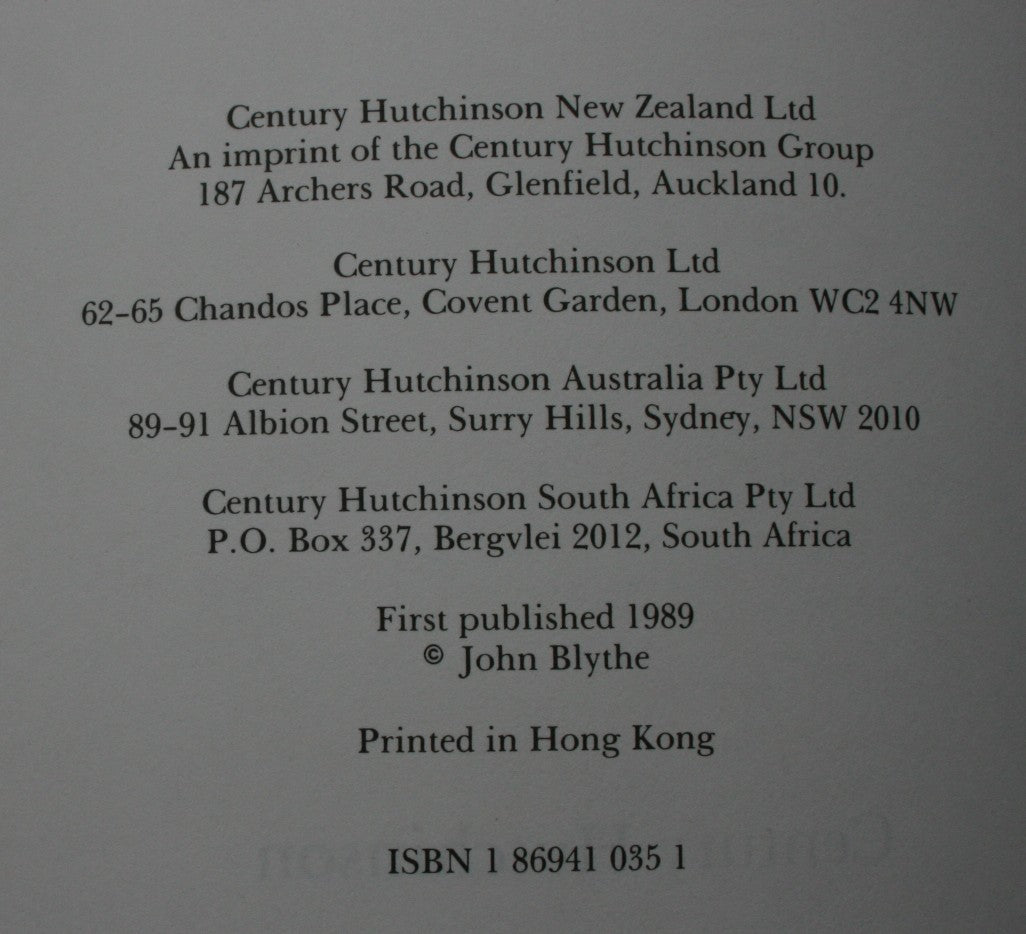 Century Hutchinson New Zealand Ltd
An imprint of the Century Hutchinson Group
187 Archers Road, Glenfield, Auckland 10.
Century Hutchinson Ltd
62–65 Chandos Place, Covent Garden, London WC2 4NW
Century Hutchinson Australia Pty Ltd
89–91 Albion Street, Surry Hills, Sydney, NSW 2010
Century Hutchinson South Africa Pty Ltd
P.O. Box 337, Bergvlei 2012, South Africa
First published 1989
© John Blythe
Printed in Hong Kong
ISBN 1 86941 035 1